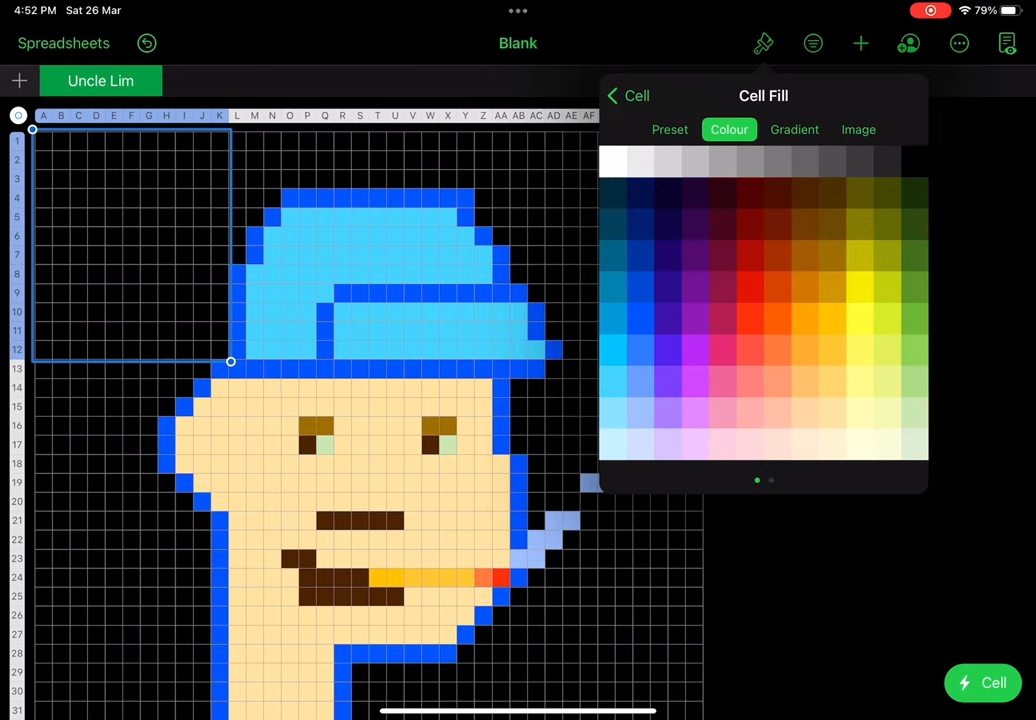 4:52 PM Sat 26 Mar
79%
Spreadsheets
Blank
Uncle Lim
Cell
Cell Fill
Preset
Colour
Gradient
Image
A B C D E F G H I J K L M N O P Q R S T U V W X Y Z AA AB AC AD AE AF
1
2
3
4
5
6
7
8
9
10
11
12
13
14
15
16
17
18
19
20
21
22
23
24
25
26
27
28
29
30
31
Cell